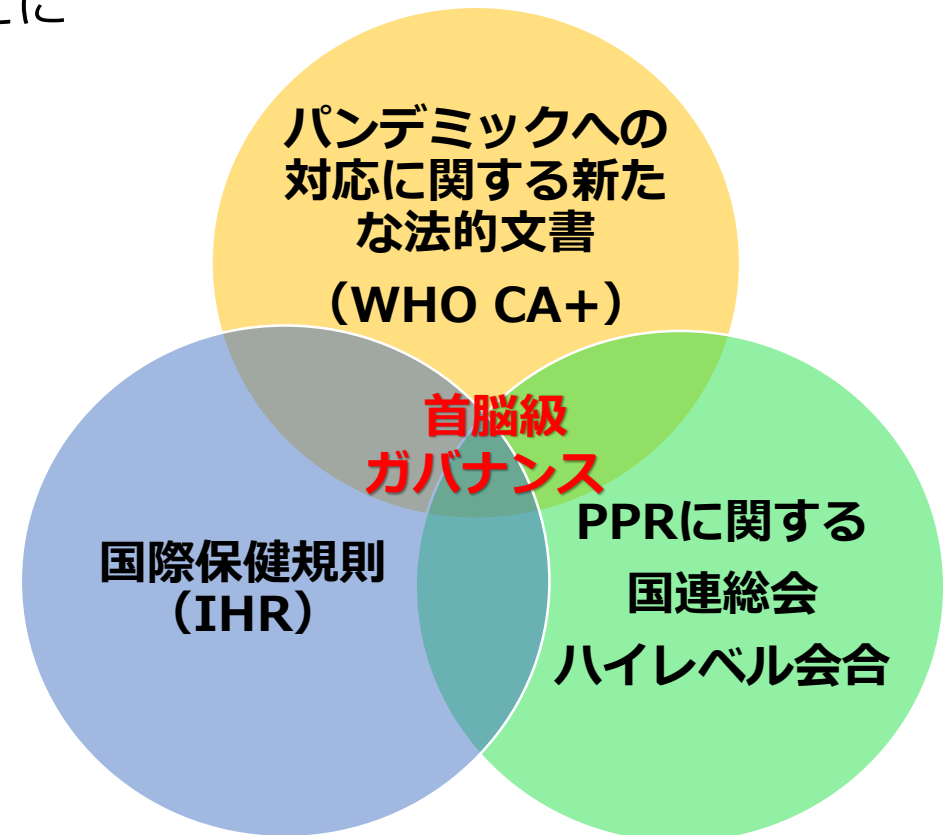 とに
パンデミックへの
対応に関する新た
な法的文書
（WHO CA+）
首脳級
ガバナンス
国際保健規則
（IHR）
PPRに関する
国連総会
ハイレベル会合